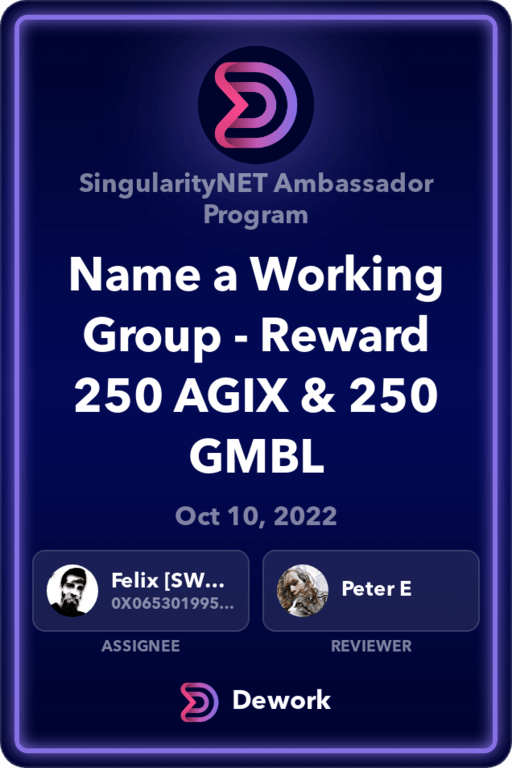 SingularityNET Ambassador
Program
Name a Working
Group - Reward
250 AGIX & 250
GMBL
Oct 10, 2022
Felix [SW...
0X065301995...
Peter E
ASSIGNEE
REVIEWER
Dework